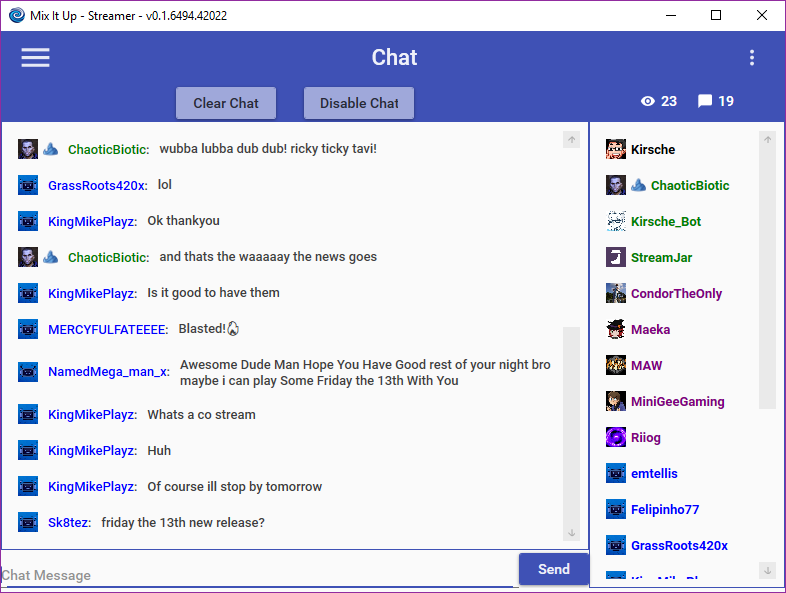 Mix It Up - Streamer - v0.1.6494.42022
Chat
Clear Chat
Disable Chat
23
19
ChaoticBiotic: wubba lubba dub dub! ricky ticky tavi!
GrassRoots420x: lol
KingMikePlayz: Ok thankyou
ChaoticBiotic: and thats the waaaaay the news goes
KingMikePlayz: Is it good to have them
MERCYFULFATEEEE: Blasted!
NamedMega_man_x: Awesome Dude Man Hope You Have Good rest of your night bro
maybe i can play Some Friday the 13th With You
KingMikePlayz: Whats a co stream
KingMikePlayz: Huh
KingMikePlayz: Of course ill stop by tomorrow
Sk8tez: friday the 13th new release?
Chat Message
Send
Kirsche
ChaoticBiotic
Kirsche_Bot
StreamJar
CondorTheOnly
Maeka
MAW
MiniGeeGaming
Riiog
emtellis
Felipinho77
GrassRoots420x